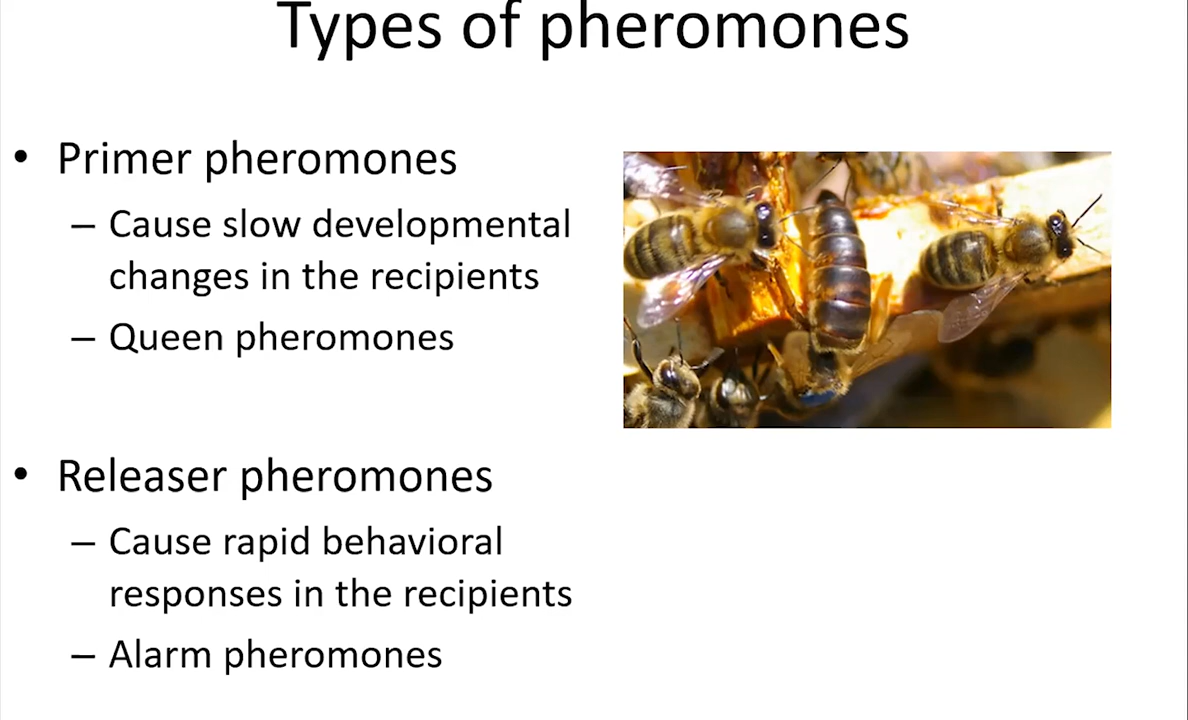 Types of pheromones
• Primer pheromones
– Cause slow developmental
changes in the recipients
– Queen pheromones
• Releaser pheromones
– Cause rapid behavioral
responses in the recipients
– Alarm pheromones